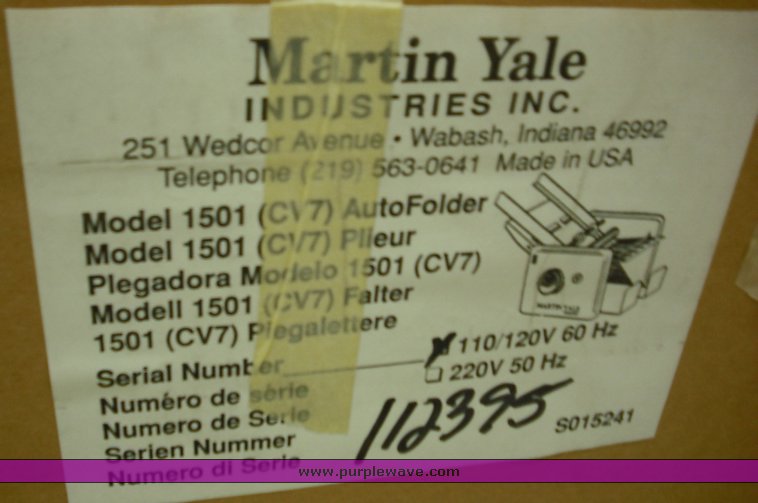 Martin Yale
INDUSTRIES INC.
251 Wedcor Avenue • Wabash, Indiana 46992
Telephone (219) 563-0641 Made in USA
Model 1501 (CV7) AutoFolder
Model 1501 (CV7) Plieur
Plegadora Modelo 1501 (CV7)
Modell 1501 (CV7) Falter
1501 (CV7) Piegalettere
MARTIN YALE
110/120V 60 Hz
Serial Number
220V 50 Hz
Numéro de série
Numero de Serie
112395
S015241
Serien Nummer
Numero di Serie
www.purplewave.com